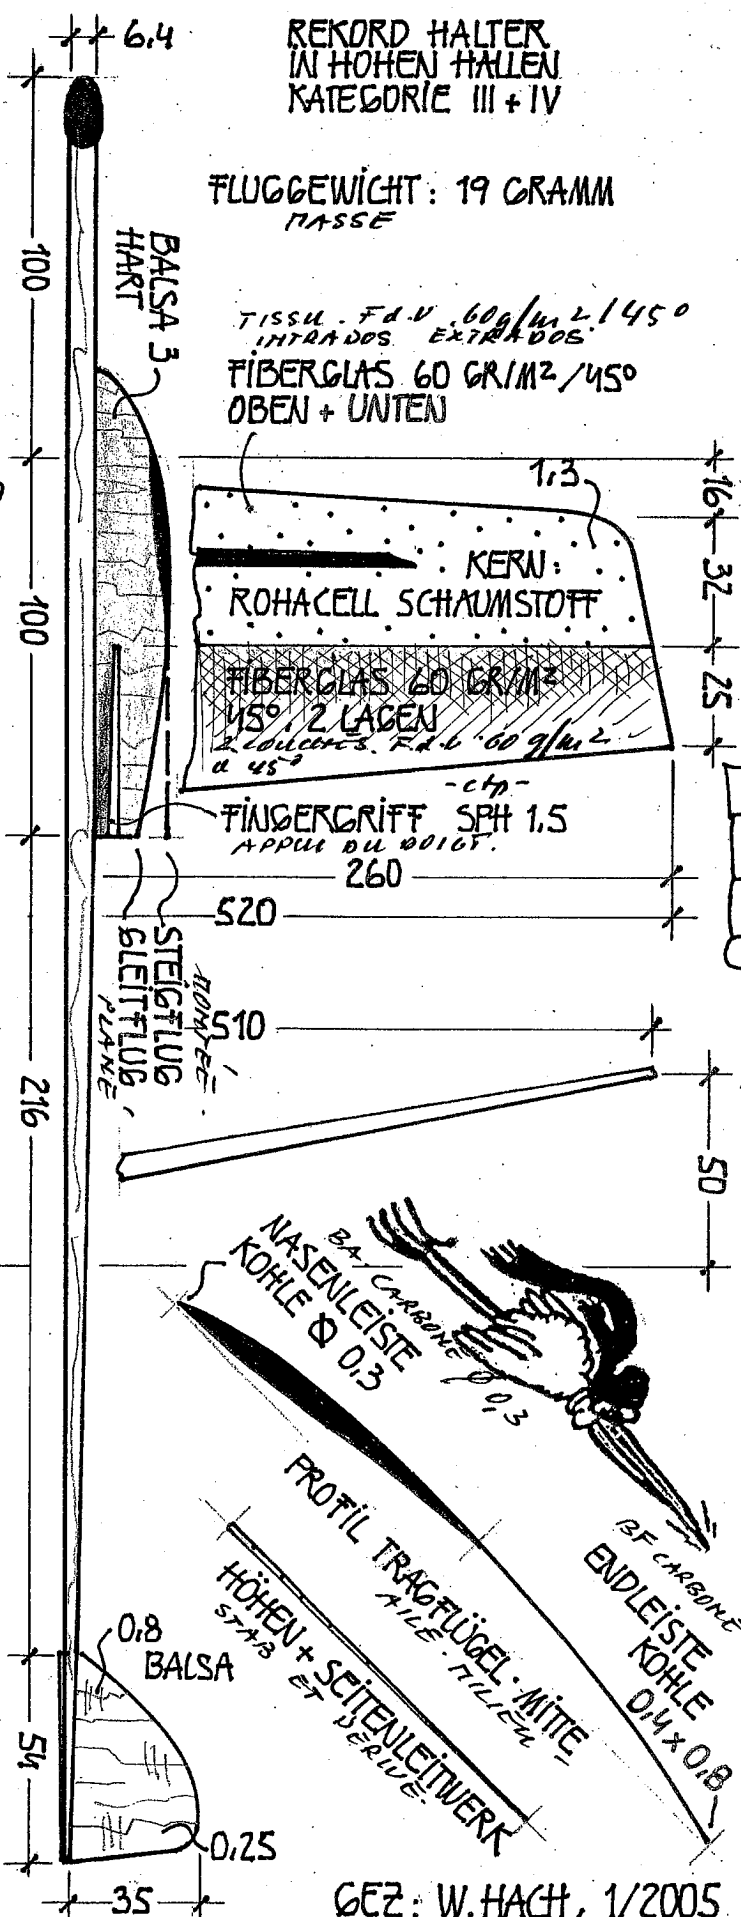 6.4
REKORD HALTER
IN HOHEN HALLEN
KATEGORIE III + IV
FLUGGEWICHT: 19 GRAMM
MASSE
100
BALSA 3
HART
TISSU. F.d.V. 60g/m2/45°
INTRADOS EXTRADOS
FIBERGLAS 60 GR/M2/45°
OBEN + UNTEN
1,3
16
KERN:
ROHACELL SCHAUMSTOFF
32
100
FIBERGLAS 60 GR/M2
45°, 2 LAGEN
2 COUCHES F.d.V 60 g/m2
à 45°
25
-ctp-
FINGERGRIFF SPH 1.5
APPUI DU DOIGT.
260
520
STEIGFLUG
MONTÉE
GLEITFLUG
PLANE
510
216
50
NASENLEISTE
KOHLE Ø 0.3
BA. CARBONE Ø 0,3
PROFIL TRAGFLÜGEL-MITTE
AILE-MILIEU
BF CARBONE
ENDLEISTE
KOHLE
0.4 x 0.8
HÖHEN + SEITENLEITWERK
STAB ET DERIVE.
0.8
BALSA
54
0.25
35
GEZ: W.HACH, 1/2005